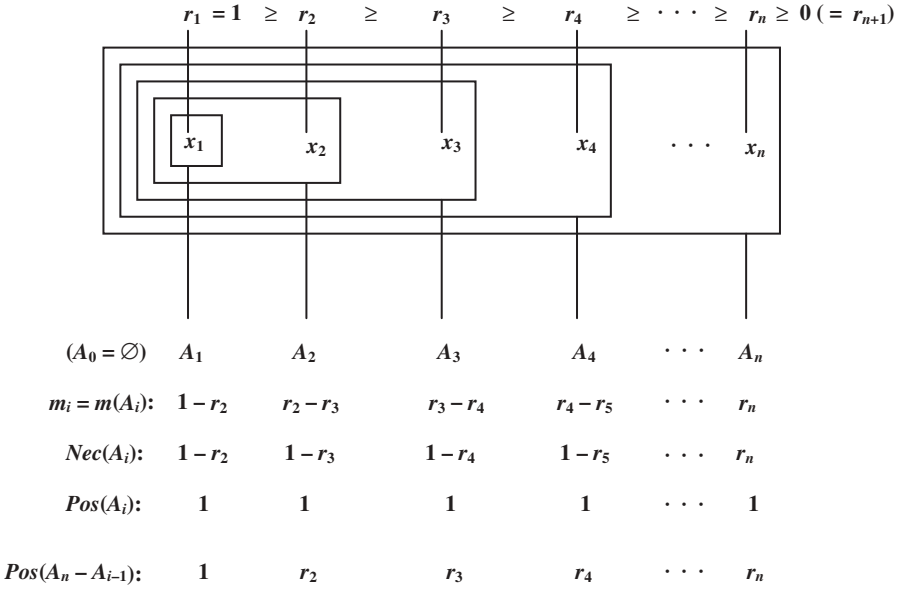 r₁ = 1 ≥ r₂ ≥ r₃ ≥ r₄ ≥ · · · ≥ rₙ ≥ 0 ( = rₙ₊₁)
x₁ x₂ x₃ x₄ · · · xₙ
(A₀ = ∅) A₁ A₂ A₃ A₄ · · · Aₙ
mᵢ = m(Aᵢ): 1 – r₂ r₂ – r₃ r₃ – r₄ r₄ – r₅ · · · rₙ
Nec(Aᵢ): 1 – r₂ 1 – r₃ 1 – r₄ 1 – r₅ · · · rₙ
Pos(Aᵢ): 1 1 1 1 · · · 1
Pos(Aₙ – Aᵢ₋₁): 1 r₂ r₃ r₄ · · · rₙ